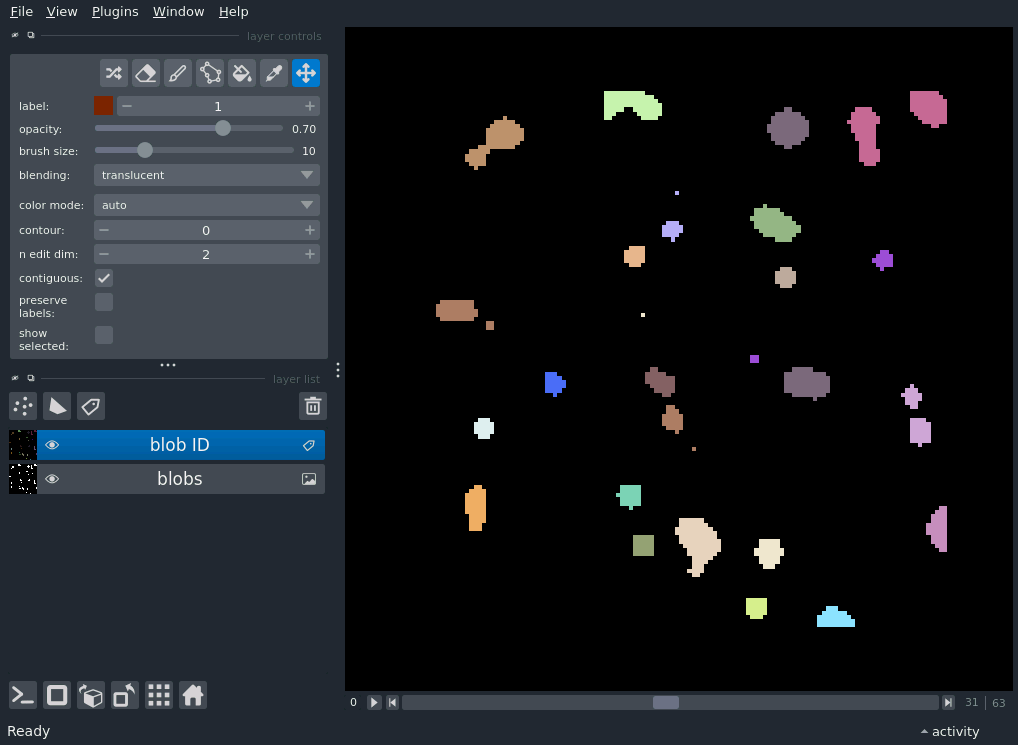 File View Plugins Window Help
layer controls
label: 1
opacity: 0.70
brush size: 10
blending: translucent
color mode: auto
contour: 0
n edit dim: 2
contiguous:
preserve
labels:
show
selected:
layer list
blob ID
blobs
0 31 | 63
Ready activity